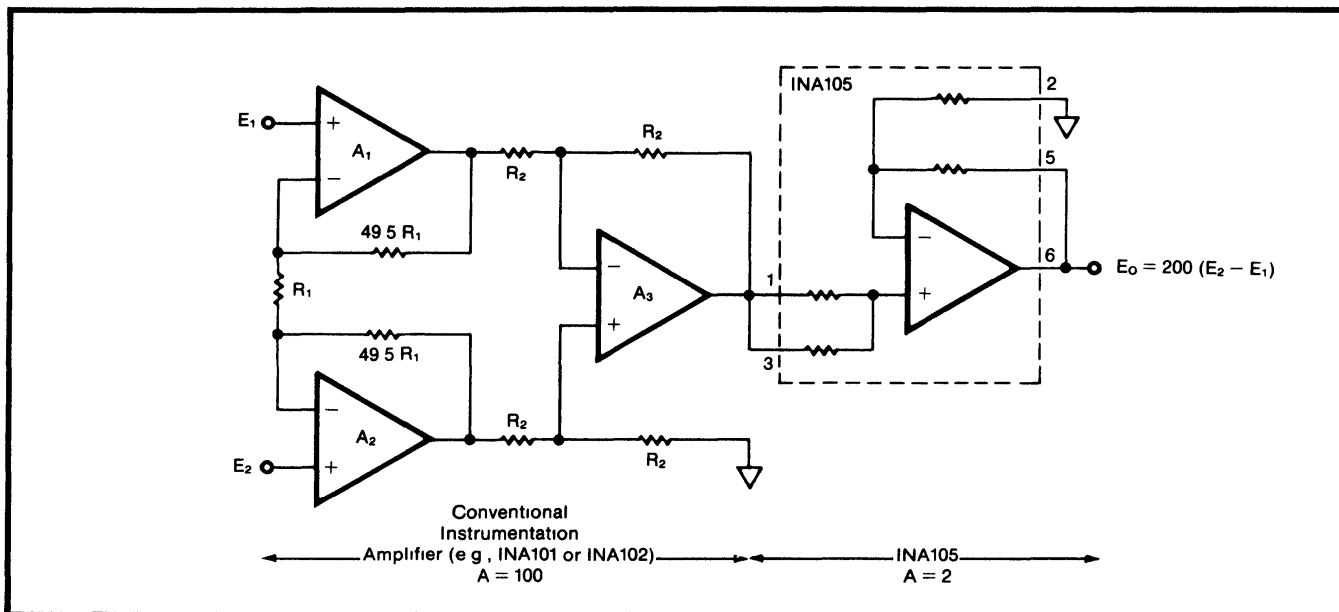 INA105
2
E₁
+
A₁
−
R₂
R₂
5
49 5 R₁
−
6
E₀ = 200 (E₂ − E₁)
R₁
−
A₃
+
1
+
49 5 R₁
3
−
A₂
R₂
R₂
E₂
+
Conventional
Instrumentation
Amplifier (e g , INA101 or INA102)
A = 100
INA105
A = 2